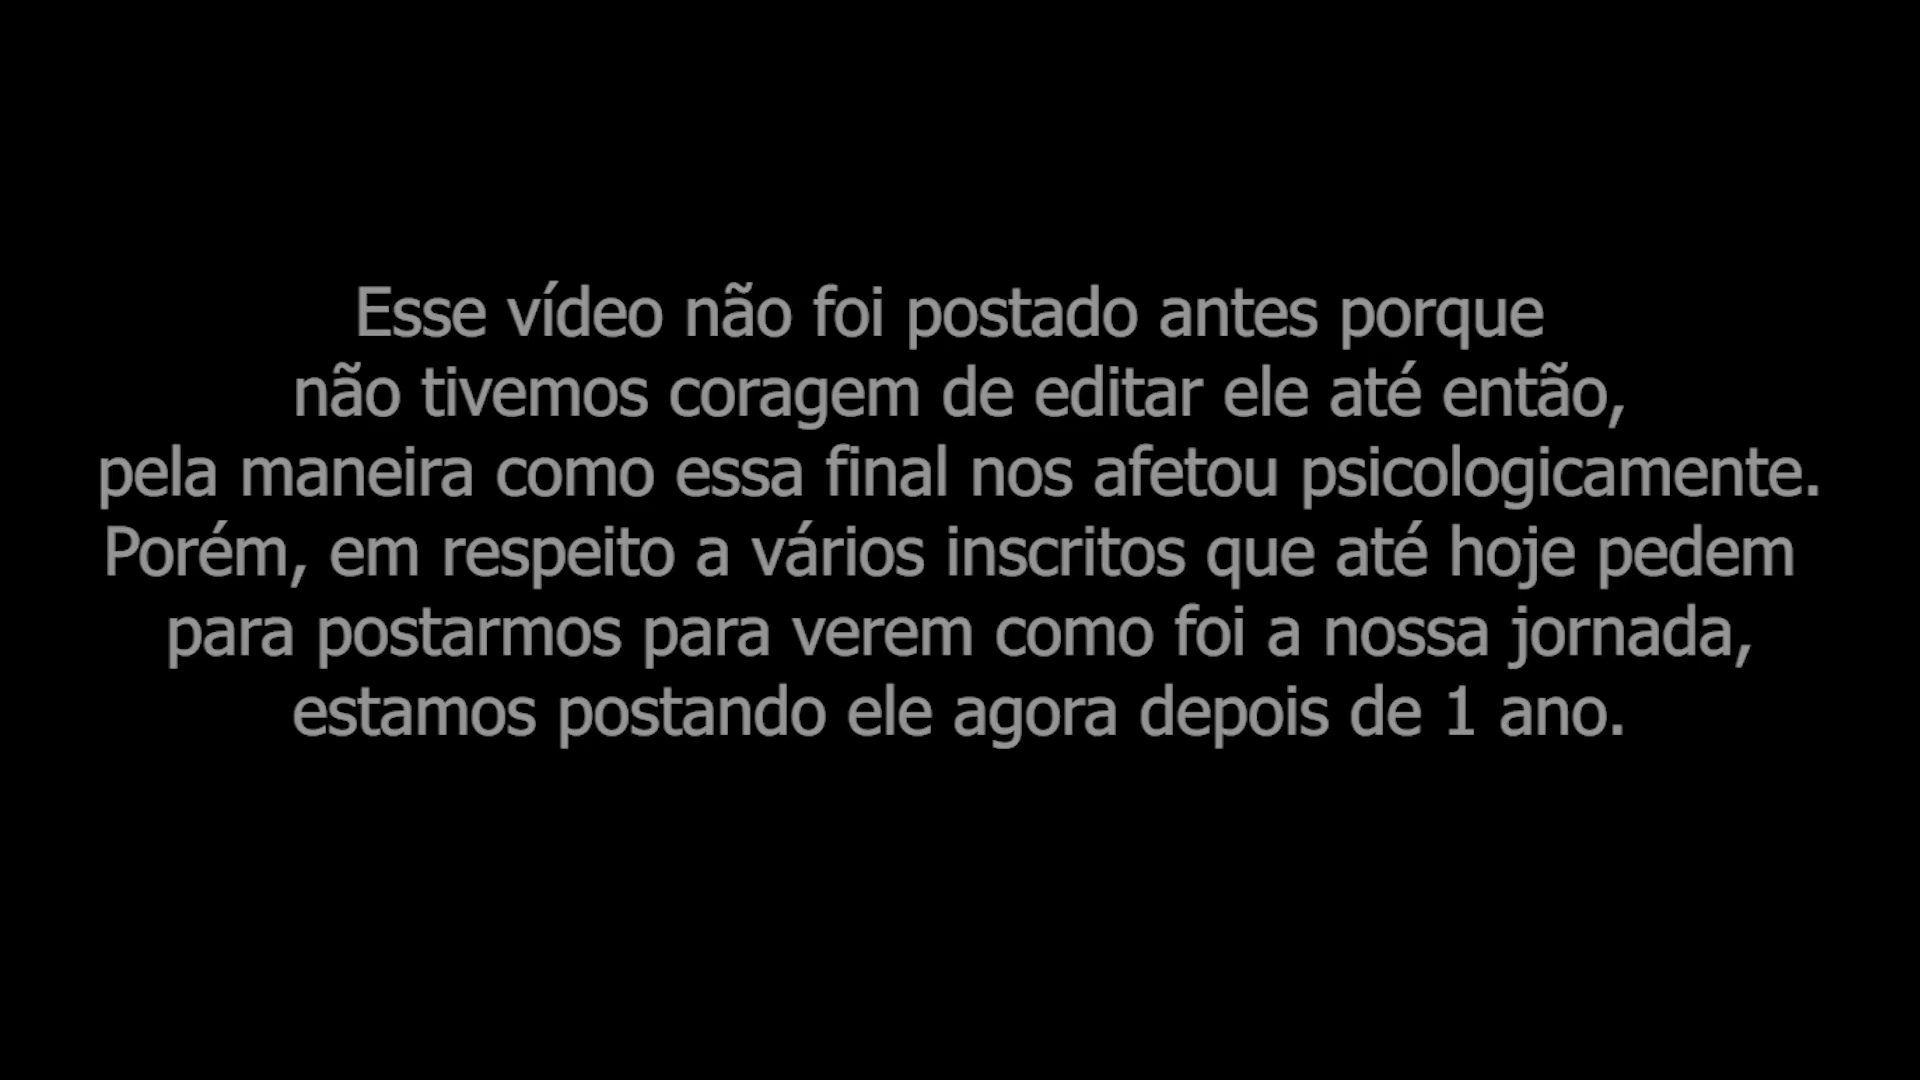 Esse vídeo não foi postado antes porque
não tivemos coragem de editar ele até então,
pela maneira como essa final nos afetou psicologicamente.
Porém, em respeito a vários inscritos que até hoje pedem
para postarmos para verem como foi a nossa jornada,
estamos postando ele agora depois de 1 ano.